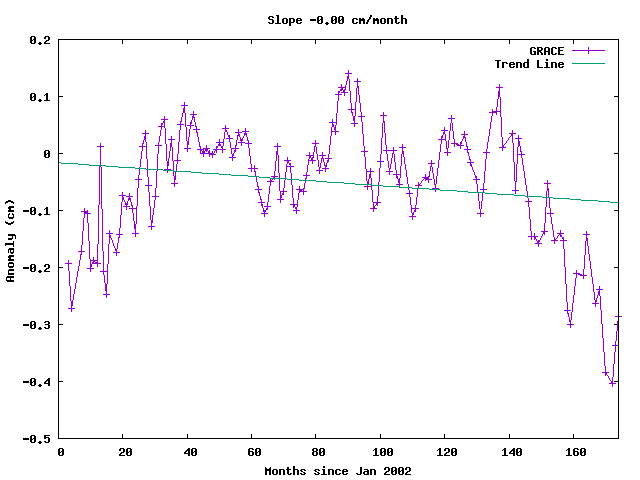 Slope -0.00 cm/month
GRACE
Trend Line
0.2
0.1
0
-0.1
-0.2
-0.3
-0.4
-0.5
Anomaly (cm)
0 20 40 60 80 100 120 140 160
Months since Jan 2002